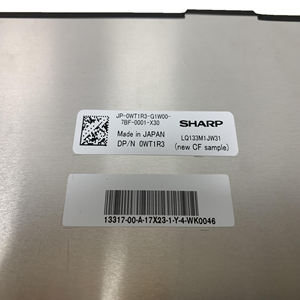 JP-0WT1R3-G1W00-
7BF-0001-X30
Made in JAPAN
DP/N 0WT1R3
SHARP
LQ133M1JW31
(new CF sample)
13317-00-A-17X23-1-Y-4-WK0046